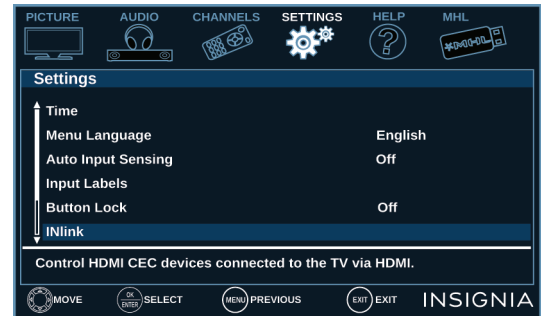 PICTURE AUDIO CHANNELS SETTINGS HELP MHL
MHL
Settings
Time
Menu Language English
Auto Input Sensing Off
Input Labels
Button Lock Off
INlink
Control HDMI CEC devices connected to the TV via HDMI.
MOVE OK ENTER SELECT MENU PREVIOUS EXIT EXIT INSIGNIA